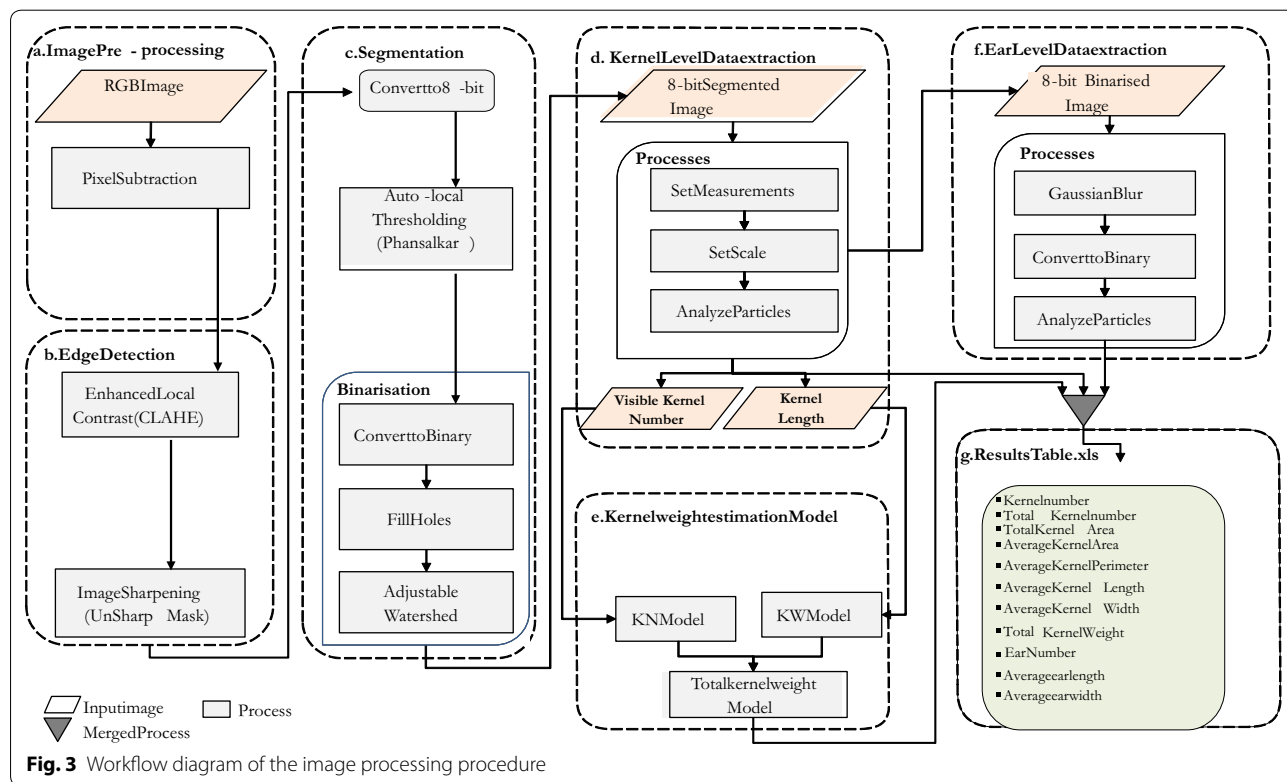 a.ImagePre - processing
RGBImage
PixelSubtraction
b.EdgeDetection
EnhancedLocal
Contrast(CLAHE)
ImageSharpening
(UnSharp Mask)
c.Segmentation
Convertto8 -bit
Auto -local
Thresholding
(Phansalkar )
Binarisation
ConverttoBinary
FillHoles
Adjustable
Watershed
d. KernelLevelDataextraction
8-bitSegmented
Image
Processes
SetMeasurements
SetScale
AnalyzeParticles
Visible Kernel
Number
Kernel
Length
e.KernelweightestimationModel
KNModel
KWModel
Totalkernelweight
Model
f.EarLevelDataextraction
8-bit Binarised
Image
Processes
GaussianBlur
ConverttoBinary
AnalyzeParticles
g.ResultsTable.xls
▪ Kernelnumber
▪ Total Kernelnumber
▪ TotalKernel Area
▪ AverageKernelArea
▪ AverageKernelPerimeter
▪ AverageKernel Length
▪ AverageKernel Width
▪ Total KernelWeight
▪ EarNumber
▪ Averageearlength
▪ Averageearwidth
Inputimage
Process
MergedProcess
Fig. 3 Workflow diagram of the image processing procedure